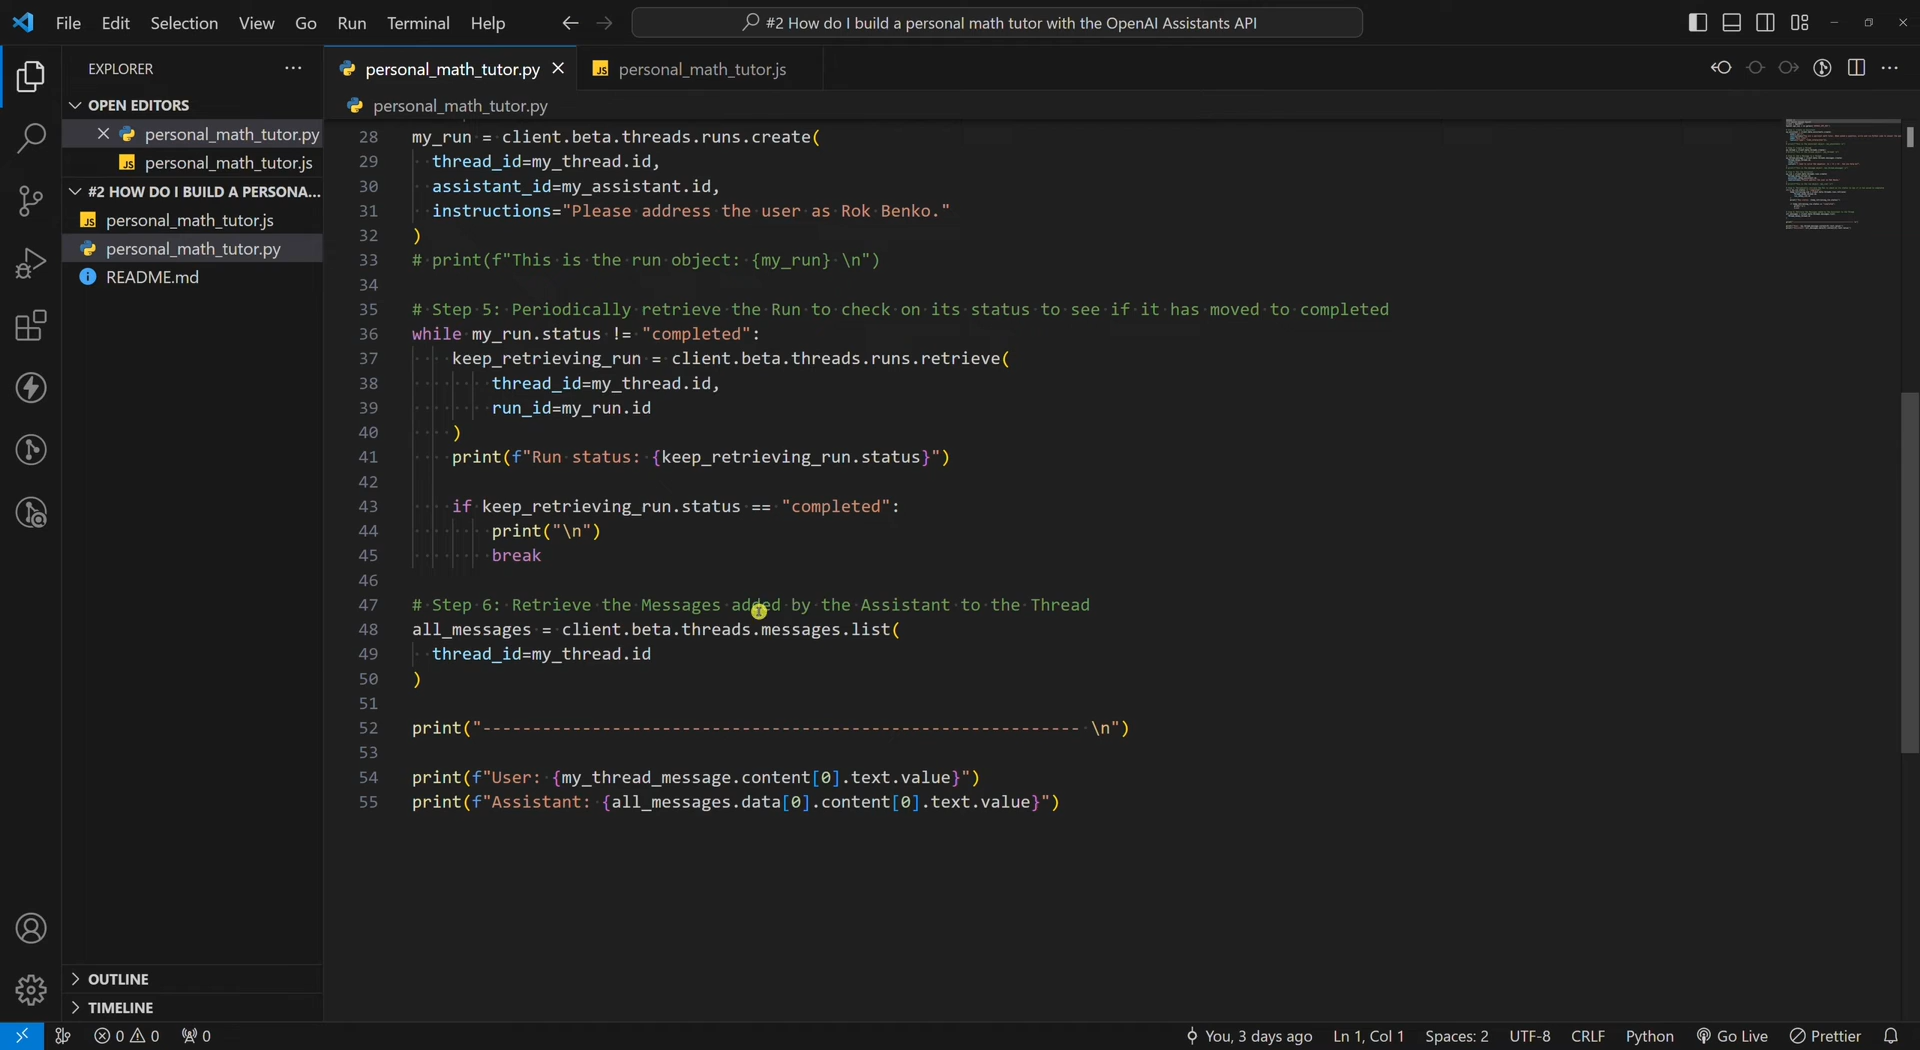 File Edit Selection View Go Run Terminal Help
#2 How do I build a personal math tutor with the OpenAI Assistants API
EXPLORER
OPEN EDITORS
personal_math_tutor.py
personal_math_tutor.js
#2 HOW DO I BUILD A PERSONA...
personal_math_tutor.js
personal_math_tutor.py
README.md
OUTLINE
TIMELINE
personal_math_tutor.py
personal_math_tutor.js
personal_math_tutor.py
28 my_run = client.beta.threads.runs.create(
29 thread_id=my_thread.id,
30 assistant_id=my_assistant.id,
31 instructions="Please address the user as Rok Benko."
32 )
33 # print(f"This is the run object: {my_run} \n")
34
35 # Step 5: Periodically retrieve the Run to check on its status to see if it has moved to completed
36 while my_run.status != "completed":
37 keep_retrieving_run = client.beta.threads.runs.retrieve(
38 thread_id=my_thread.id,
39 run_id=my_run.id
40 )
41 print(f"Run status: {keep_retrieving_run.status}")
42
43 if keep_retrieving_run.status == "completed":
44 print("\n")
45 break
46
47 # Step 6: Retrieve the Messages added by the Assistant to the Thread
48 all_messages = client.beta.threads.messages.list(
49 thread_id=my_thread.id
50 )
51
52 print("------------------------------------------------------------ \n")
53
54 print(f"User: {my_thread_message.content[0].text.value}")
55 print(f"Assistant: {all_messages.data[0].content[0].text.value}")
0 0 0 You, 3 days ago Ln 1, Col 1 Spaces: 2 UTF-8 CRLF Python Go Live Prettier